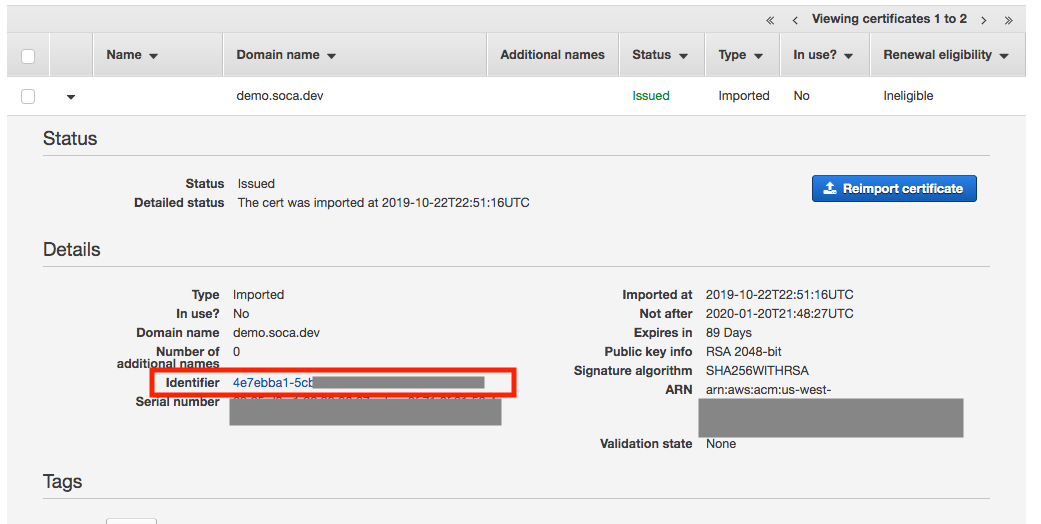 « ‹ Viewing certificates 1 to 2 › »
Name Domain name Additional names Status Type In use? Renewal eligibility
demo.soca.dev Issued Imported No Ineligible
Status
Status Issued
Reimport certificate
Detailed status The cert was imported at 2019-10-22T22:51:16UTC
Details
Type Imported
In use? No
Domain name demo.soca.dev
Number of additional names 0
Identifier 4e7ebba1-5cb
Serial number
Imported at 2019-10-22T22:51:16UTC
Not after 2020-01-20T21:48:27UTC
Expires in 89 Days
Public key info RSA 2048-bit
Signature algorithm SHA256WITHRSA
ARN arn:aws:acm:us-west-
Validation state None
Tags